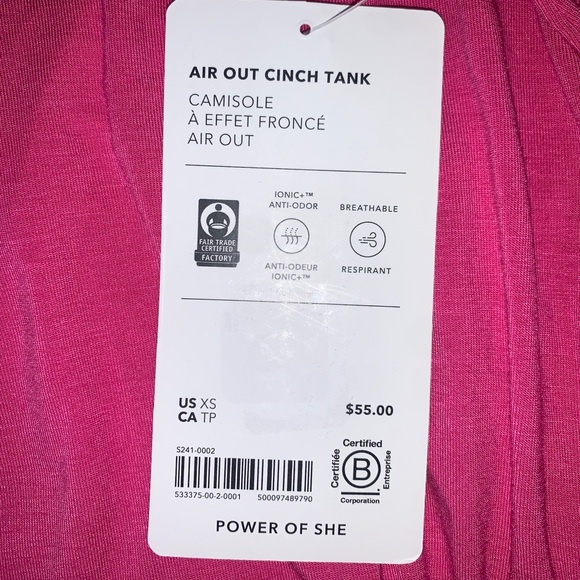 AIR OUT CINCH TANK
CAMISOLE
À EFFET FRONCÉ
AIR OUT
FAIR TRADE
CERTIFIED
FACTORY
IONIC+™
ANTI-ODOR
ANTI-ODEUR
IONIC+™
BREATHABLE
RESPIRANT
US XS
CA TP
$55.00
S241-0002
533375-00-2-0001 500097489790
Certified
Certifiée
B
Entreprise
Corporation
POWER OF SHE